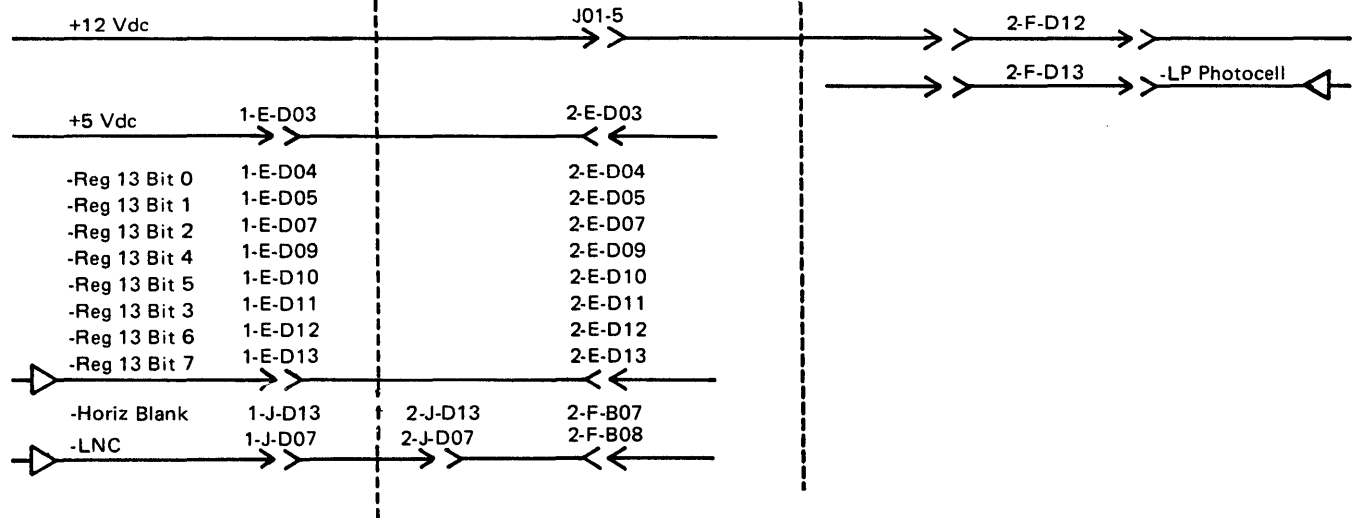 +12 Vdc J01-5 2-F-D12
2-F-D13 -LP Photocell
+5 Vdc 1-E-D03 2-E-D03
-Reg 13 Bit 0 1-E-D04 2-E-D04
-Reg 13 Bit 1 1-E-D05 2-E-D05
-Reg 13 Bit 2 1-E-D07 2-E-D07
-Reg 13 Bit 4 1-E-D09 2-E-D09
-Reg 13 Bit 5 1-E-D10 2-E-D10
-Reg 13 Bit 3 1-E-D11 2-E-D11
-Reg 13 Bit 6 1-E-D12 2-E-D12
-Reg 13 Bit 7 1-E-D13 2-E-D13
-Horiz Blank 1-J-D13 2-J-D13 2-F-B07
-LNC 1-J-D07 2-J-D07 2-F-B08